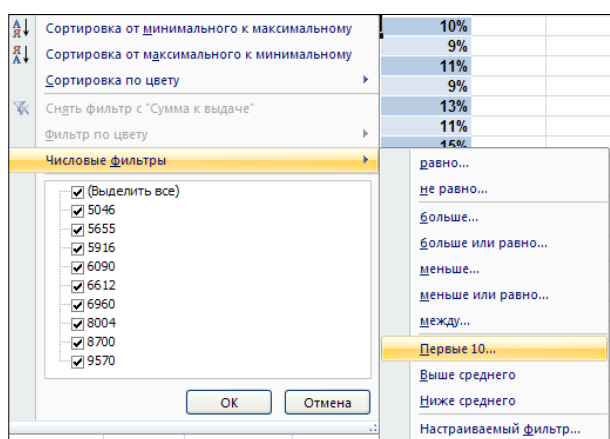 Сортировка от минимального к максимальному
Сортировка от максимального к минимальному
Сортировка по цвету
Снять фильтр с "Сумма к выдаче"
Фильтр по цвету
Числовые фильтры
(Выделить все)
5046
5655
5916
6090
6612
6960
8004
8700
9570
ОК
Отмена
10%
9%
11%
9%
13%
11%
15%
равно...
не равно...
больше...
больше или равно...
меньше...
меньше или равно...
между...
Первые 10...
Выше среднего
Ниже среднего
Настраиваемый фильтр...